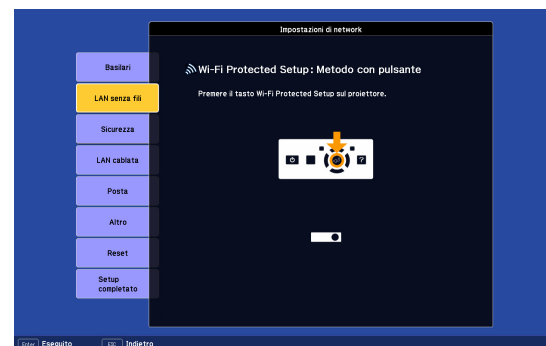 Impostazioni di network
Basilari
LAN senza fili
Sicurezza
LAN cablata
Posta
Altro
Reset
Setup
completato
Wi-Fi Protected Setup: Metodo con pulsante
Premere il tasto Wi-Fi Protected Setup sul proiettore.
?
Enter Eseguito
ESC Indietro